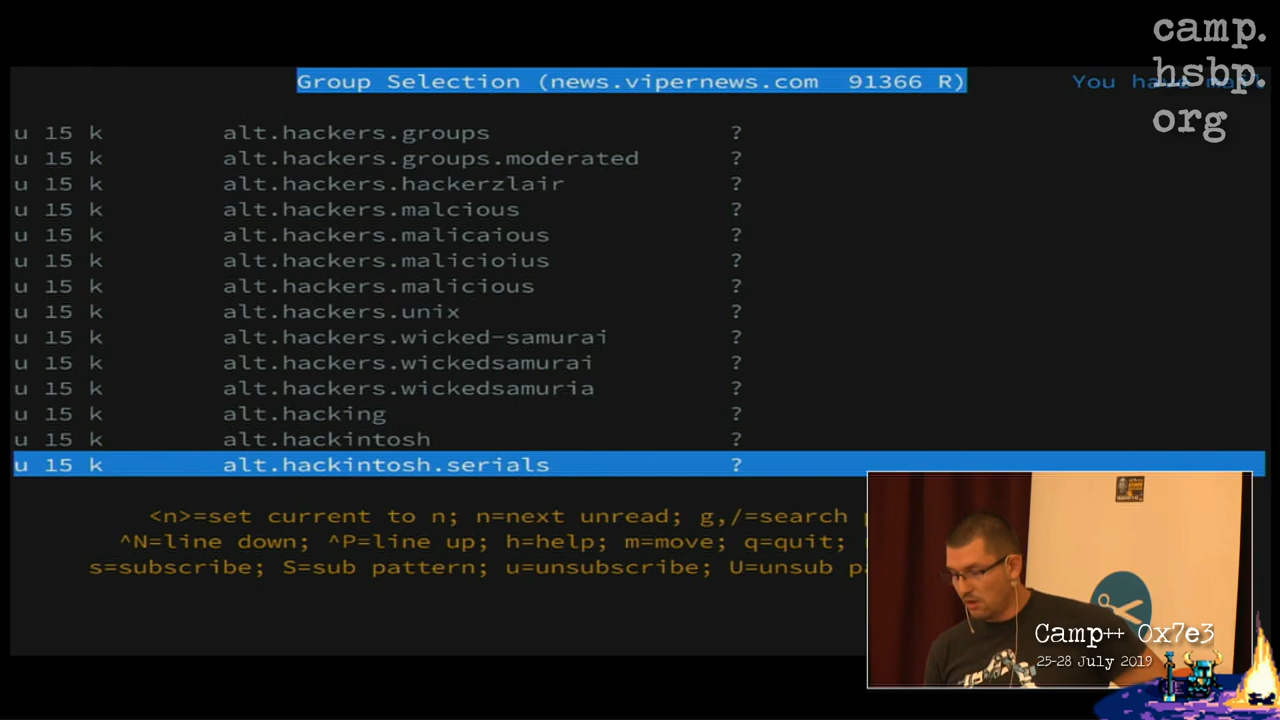 camp.
hsbp.
org
Group Selection (news.vipernews.com 91366 R)
You have
u 15 k alt.hackers.groups ?
u 15 k alt.hackers.groups.moderated ?
u 15 k alt.hackers.hackerzlair ?
u 15 k alt.hackers.malcious ?
u 15 k alt.hackers.malicaious ?
u 15 k alt.hackers.malicioius ?
u 15 k alt.hackers.malicious ?
u 15 k alt.hackers.unix ?
u 15 k alt.hackers.wicked-samurai ?
u 15 k alt.hackers.wickedsamurai ?
u 15 k alt.hackers.wickedsamuria ?
u 15 k alt.hacking ?
u 15 k alt.hackintosh ?
u 15 k alt.hackintosh.serials ?
<n>=set current to n; n=next unread; g,/=search
^N=line down; ^P=line up; h=help; m=move; q=quit;
s=subscribe; S=sub pattern; u=unsubscribe; U=unsub pa
Camp++ 0x7e3
25-28 July 2019